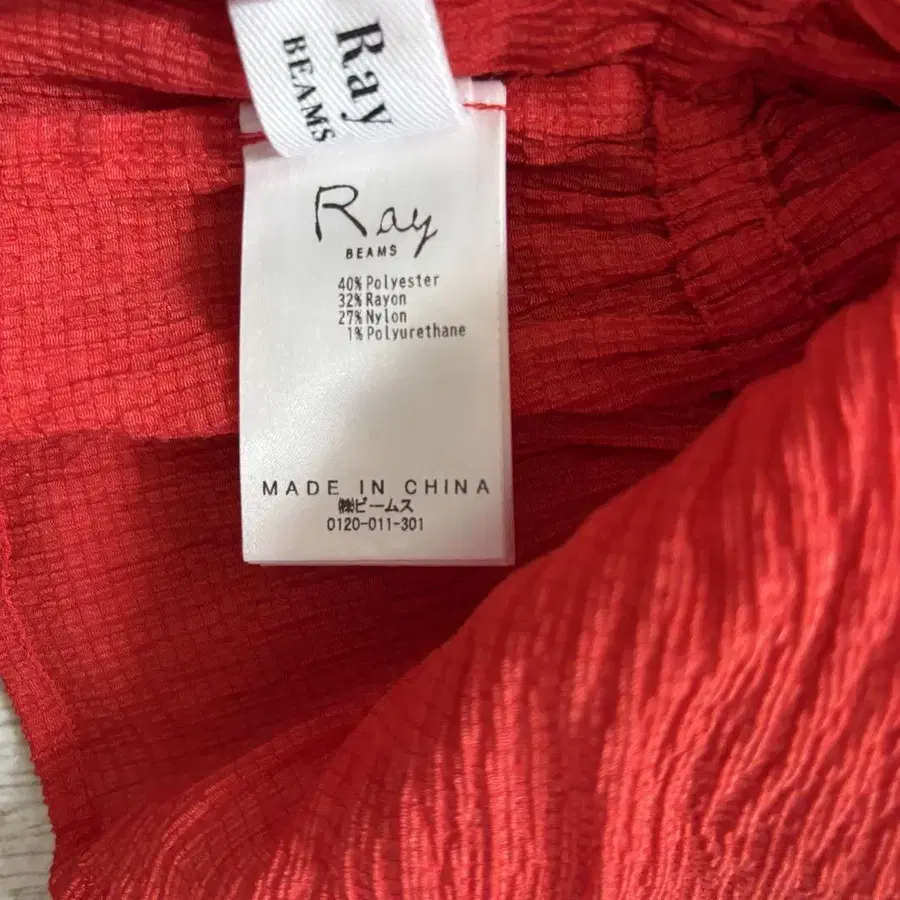 Ray
BEAMS
Ray
BEAMS
40% Polyester
32% Rayon
27% Nylon
1% Polyurethane
MADE IN CHINA
㈱ビームス
0120-011-301